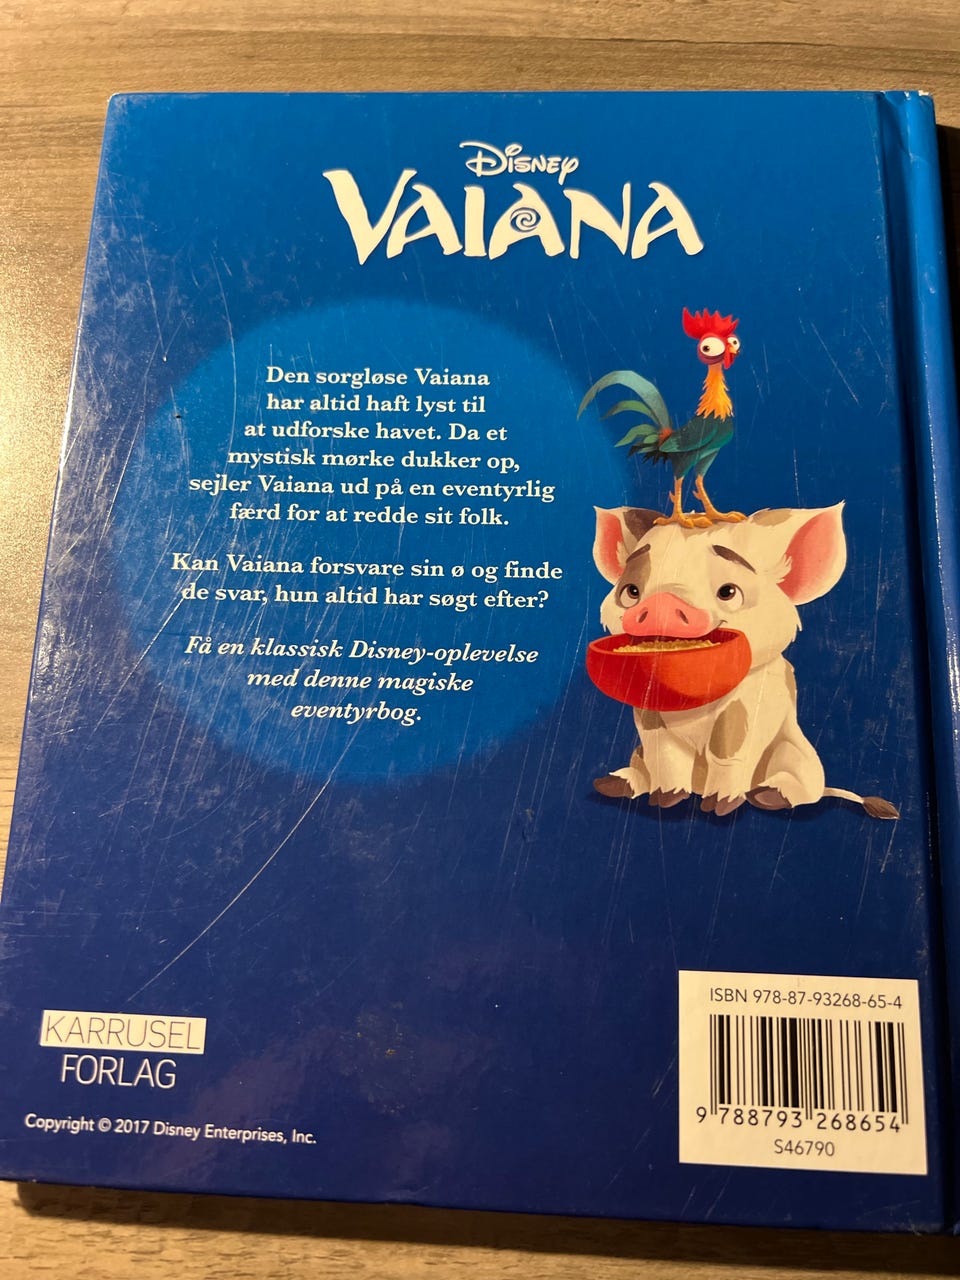 Disney
VAIANA
Den sorgløse Vaiana
har altid haft lyst til
at udforske havet. Da et
mystisk mørke dukker op,
sejler Vaiana ud på en eventyrlig
færd for at redde sit folk.
Kan Vaiana forsvare sin ø og finde
de svar, hun altid har søgt efter?
Få en klassisk Disney-oplevelse
med denne magiske
eventyrbog.
KARRUSEL
FORLAG
Copyright © 2017 Disney Enterprises, Inc.
ISBN 978-87-93268-65-4
9 788793 268654
S46790